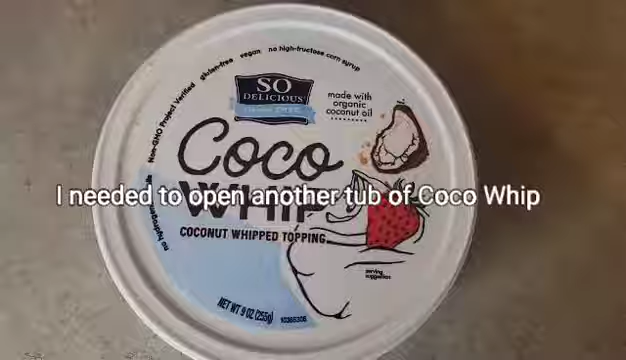 Non-GMO Project Verified gluten-free vegan no high-fructose corn syrup
SO
DELICIOUS
made with
organic
coconut oil
Coco
WHIP
I needed to open another tub of Coco Whip
COCONUT WHIPPED TOPPING
serving
suggestion
NET WT 9 OZ (255g)